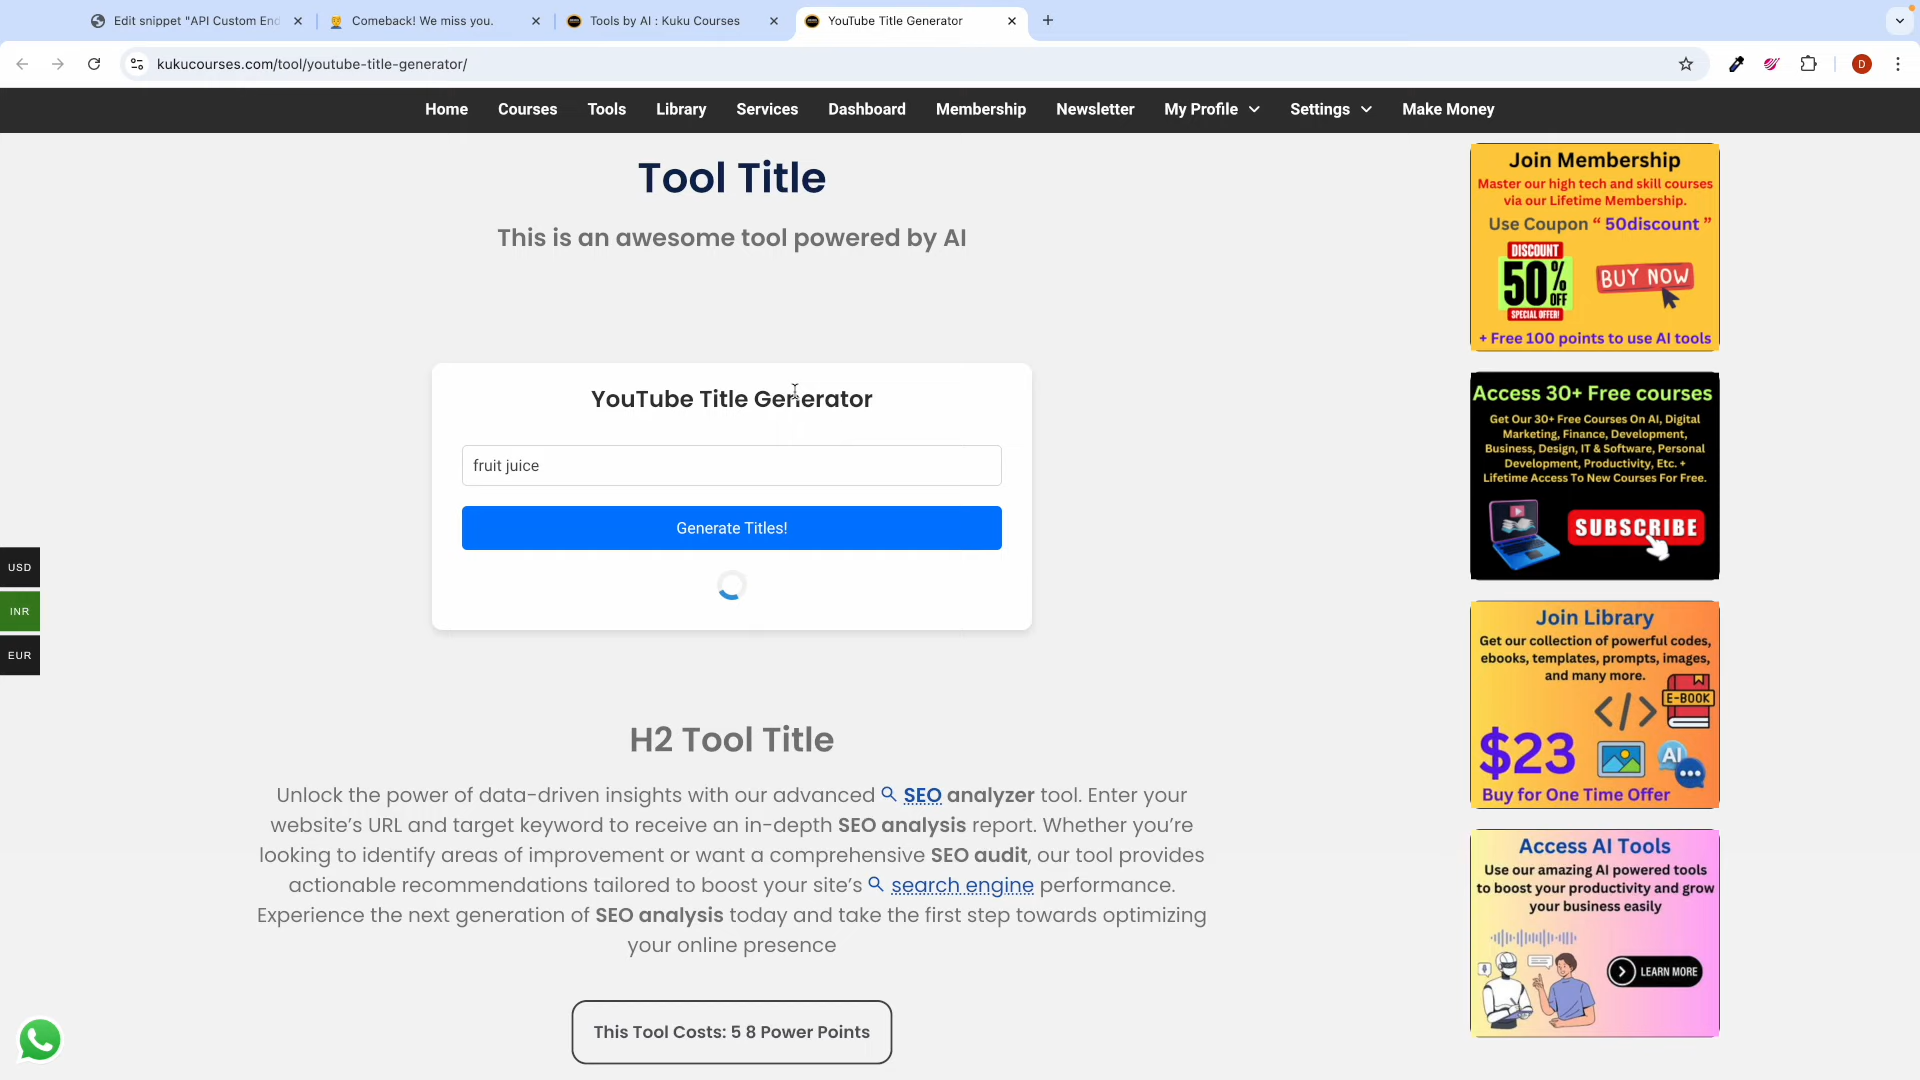 Edit snippet "API Custom End
Comeback! We miss you.
Tools by AI : Kuku Courses
YouTube Title Generator
kukucourses.com/tool/youtube-title-generator/
D
Home
Courses
Tools
Library
Services
Dashboard
Membership
Newsletter
My Profile
Settings
Make Money
Tool Title
This is an awesome tool powered by AI
YouTube Title Generator
fruit juice
Generate Titles!
USD
INR
EUR
H2 Tool Title
Unlock the power of data-driven insights with our advanced SEO analyzer tool. Enter your
website's URL and target keyword to receive an in-depth SEO analysis report. Whether you're
looking to identify areas of improvement or want a comprehensive SEO audit, our tool provides
actionable recommendations tailored to boost your site's search engine performance.
Experience the next generation of SEO analysis today and take the first step towards optimizing
your online presence
This Tool Costs: 5 8 Power Points
Join Membership
Master our high tech and skill courses
via our Lifetime Membership.
Use Coupon “ 50discount ”
DISCOUNT
50% OFF
SPECIAL OFFER!
BUY NOW
+ Free 100 points to use AI tools
Access 30+ Free courses
Get Our 30+ Free Courses On AI, Digital
Marketing, Finance, Development,
Business, Design, IT & Software, Personal
Development, Productivity, Etc. +
Lifetime Access To New Courses For Free.
SUBSCRIBE
Join Library
Get our collection of powerful codes,
ebooks, templates, prompts, images,
and many more.
E-BOOK
</>
$23
AI
Buy for One Time Offer
Access AI Tools
Use our amazing AI powered tools
to boost your productivity and grow
your business easily
LEARN MORE